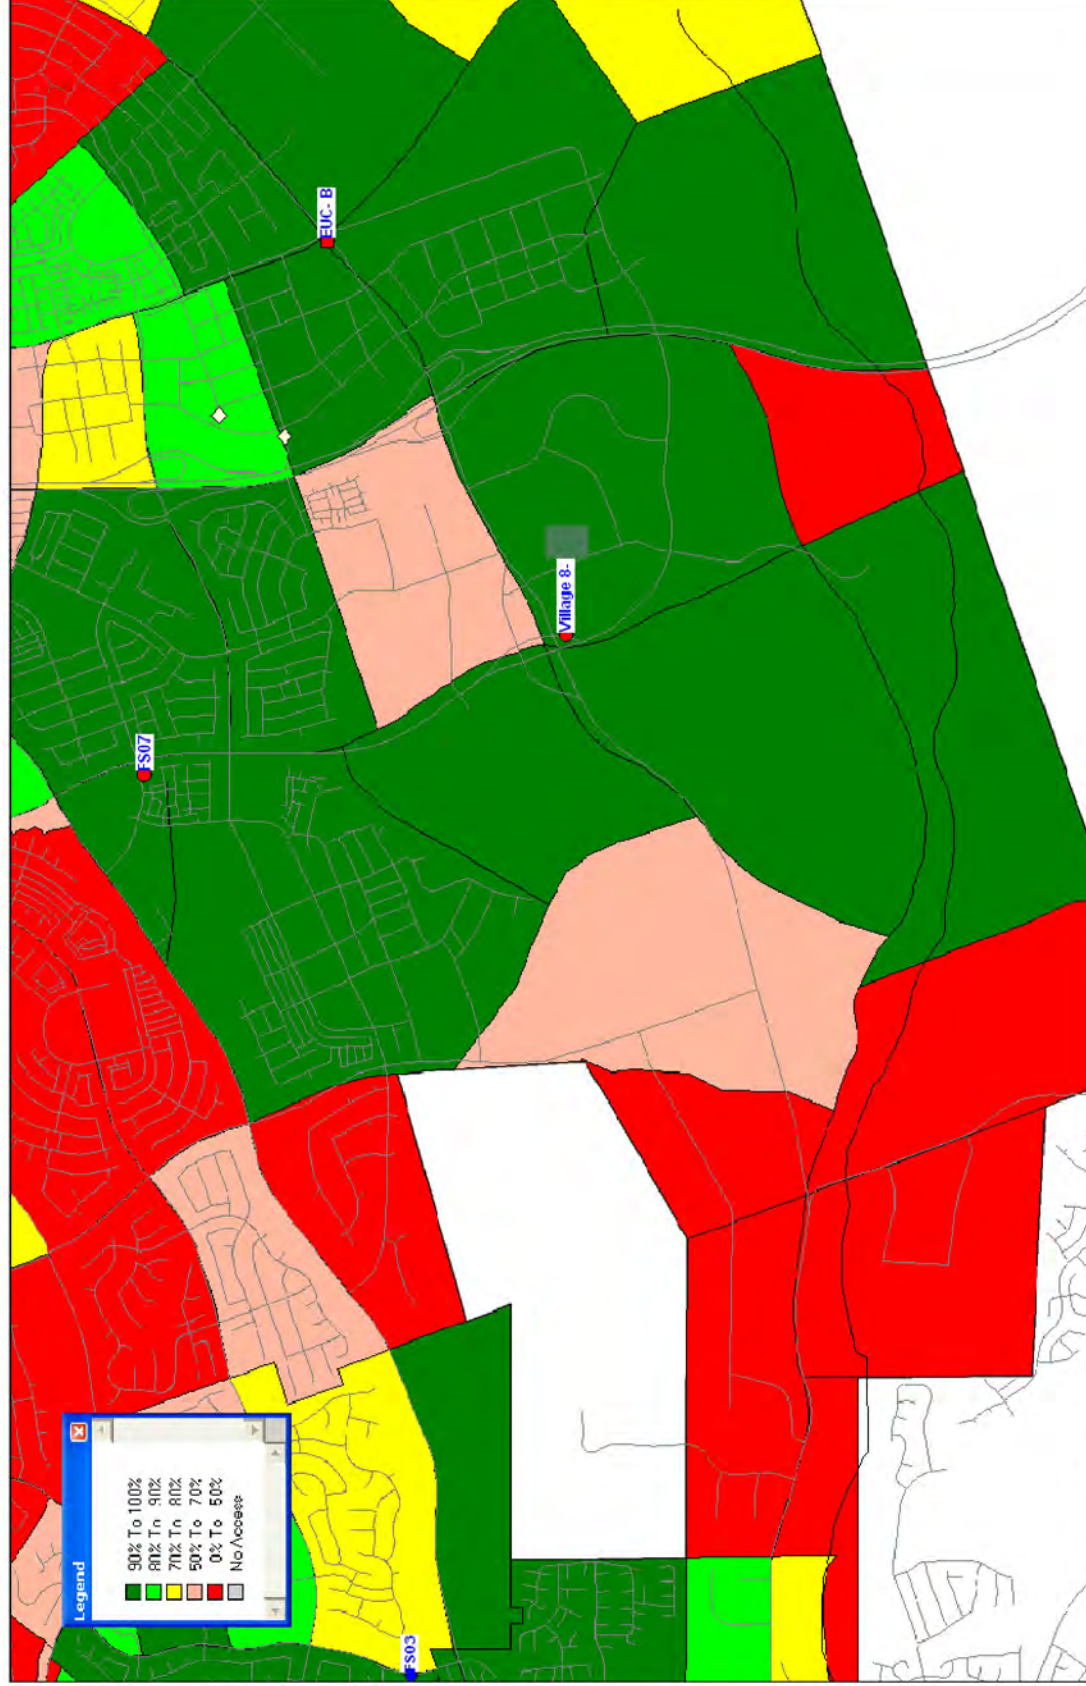 EUC- B
Village 8-
FS07
FS03
Legend
90% To 100%
80% To 90%
70% To 80%
50% To 70%
0% To 50%
No Access